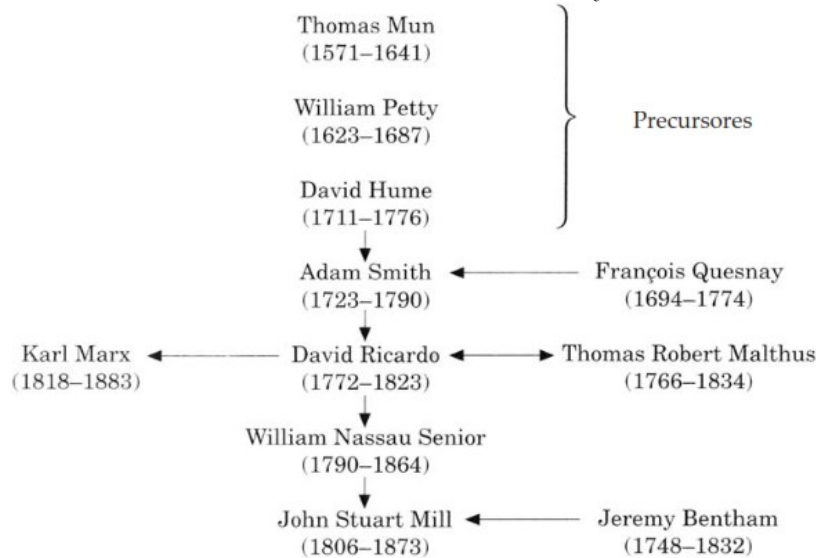 Thomas Mun
(1571–1641)
William Petty
(1623–1687)
Precursores
David Hume
(1711–1776)
Adam Smith
(1723–1790)
François Quesnay
(1694–1774)
Karl Marx
(1818–1883)
David Ricardo
(1772–1823)
Thomas Robert Malthus
(1766–1834)
William Nassau Senior
(1790–1864)
John Stuart Mill
(1806–1873)
Jeremy Bentham
(1748–1832)